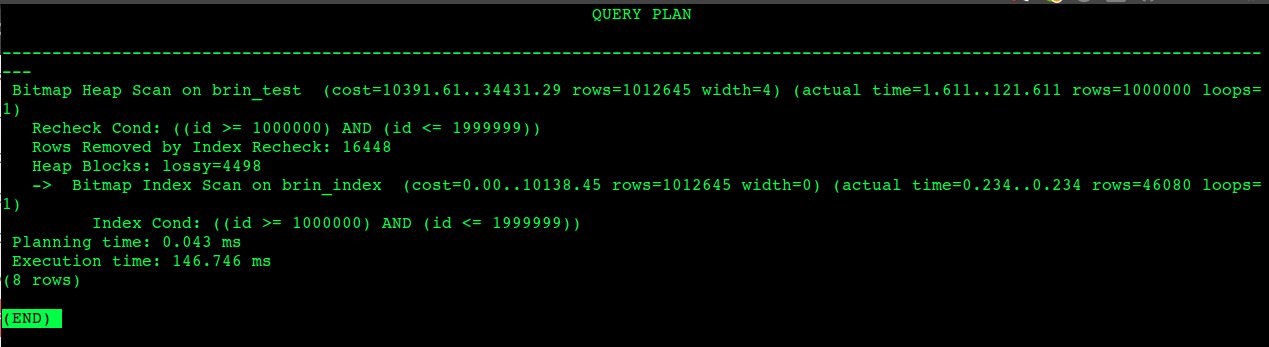 QUERY PLAN
------------------------------------------------------------------------------------------------------------------------------
---
Bitmap Heap Scan on brin_test  (cost=10391.61..34431.29 rows=1012645 width=4) (actual time=1.611..121.611 rows=1000000 loops=
1)
Recheck Cond: ((id >= 1000000) AND (id <= 1999999))
Rows Removed by Index Recheck: 16448
Heap Blocks: lossy=4498
->  Bitmap Index Scan on brin_index  (cost=0.00..10138.45 rows=1012645 width=0) (actual time=0.234..0.234 rows=46080 loops=
1)
Index Cond: ((id >= 1000000) AND (id <= 1999999))
Planning time: 0.043 ms
Execution time: 146.746 ms
(8 rows)
(END)